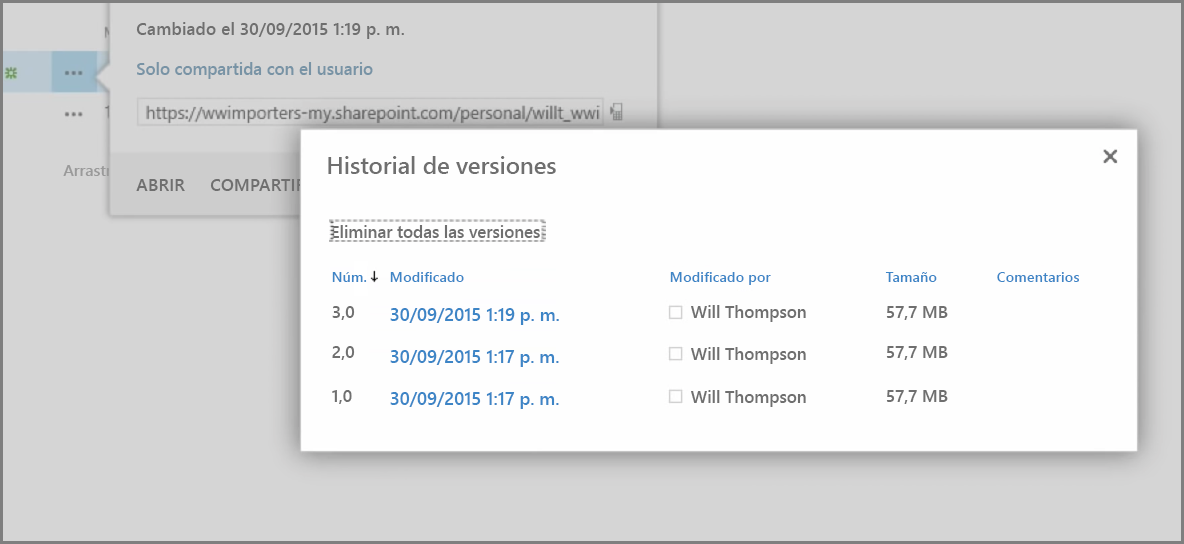 Cambiado el 30/09/2015 1:19 p. m.
Solo compartida con el usuario
https://wwimporters-my.sharepoint.com/personal/willt_wwi
ABRIR COMPARTIR
Historial de versiones
Eliminar todas las versiones
Núm. Modificado Modificado por Tamaño Comentarios
3,0 30/09/2015 1:19 p. m. Will Thompson 57,7 MB
2,0 30/09/2015 1:17 p. m. Will Thompson 57,7 MB
1,0 30/09/2015 1:17 p. m. Will Thompson 57,7 MB